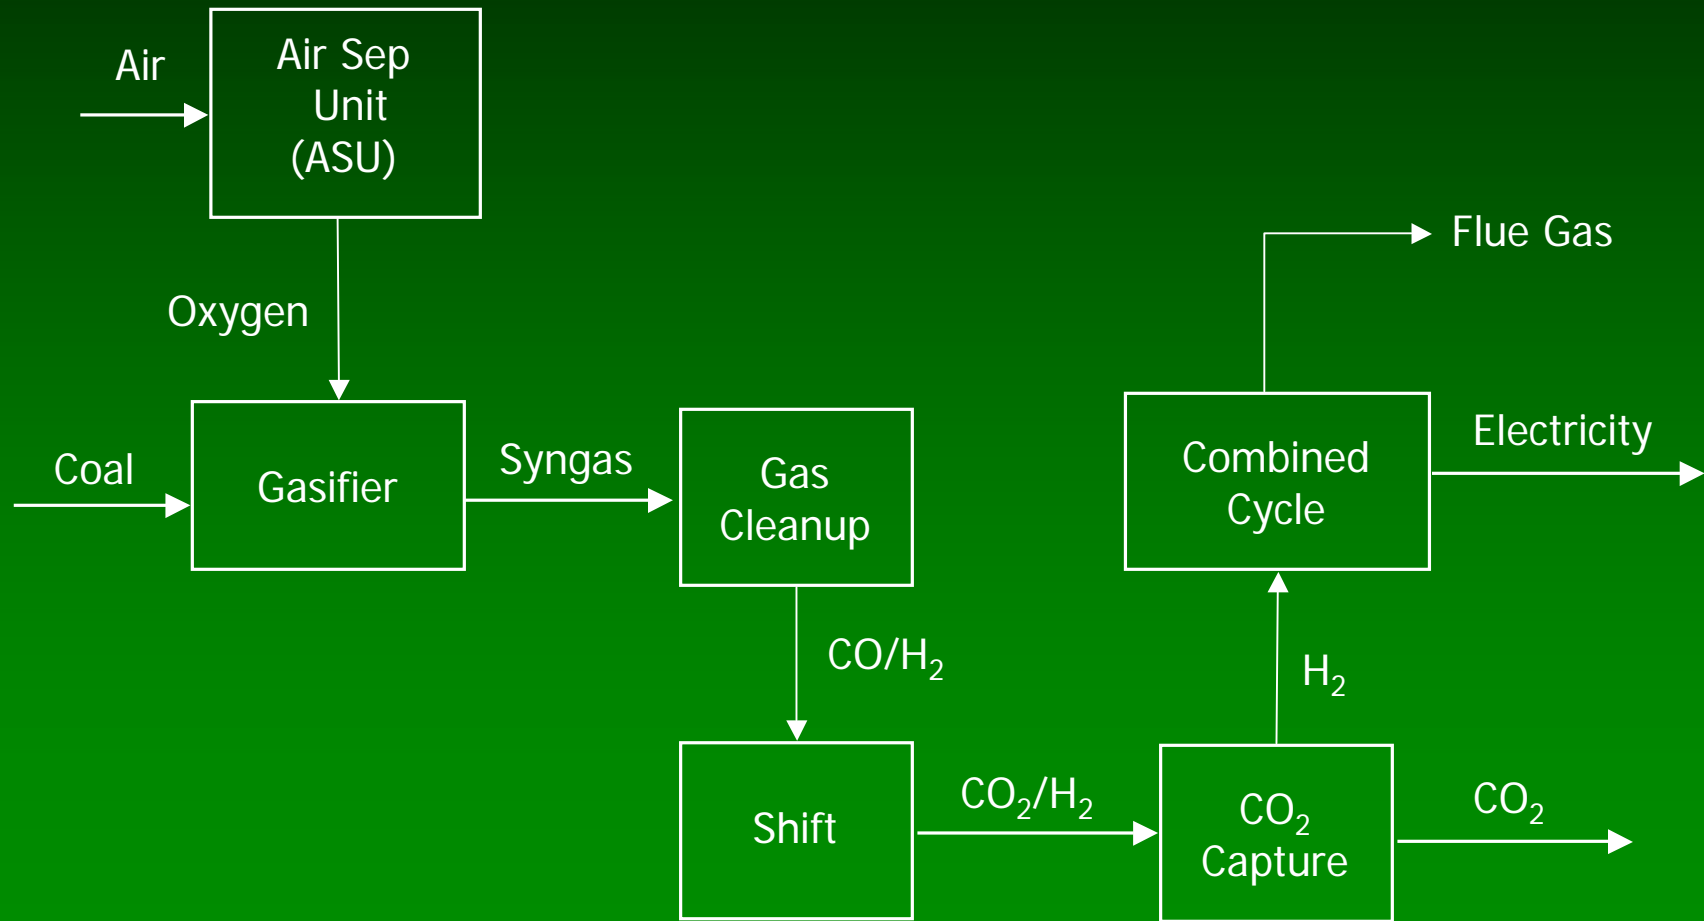 Air
Air Sep
Unit
(ASU)
Flue Gas
Oxygen
Coal
Gasifier
Syngas
Gas
Cleanup
Combined
Cycle
Electricity
CO/H₂
H₂
Shift
CO₂/H₂
CO₂
Capture
CO₂